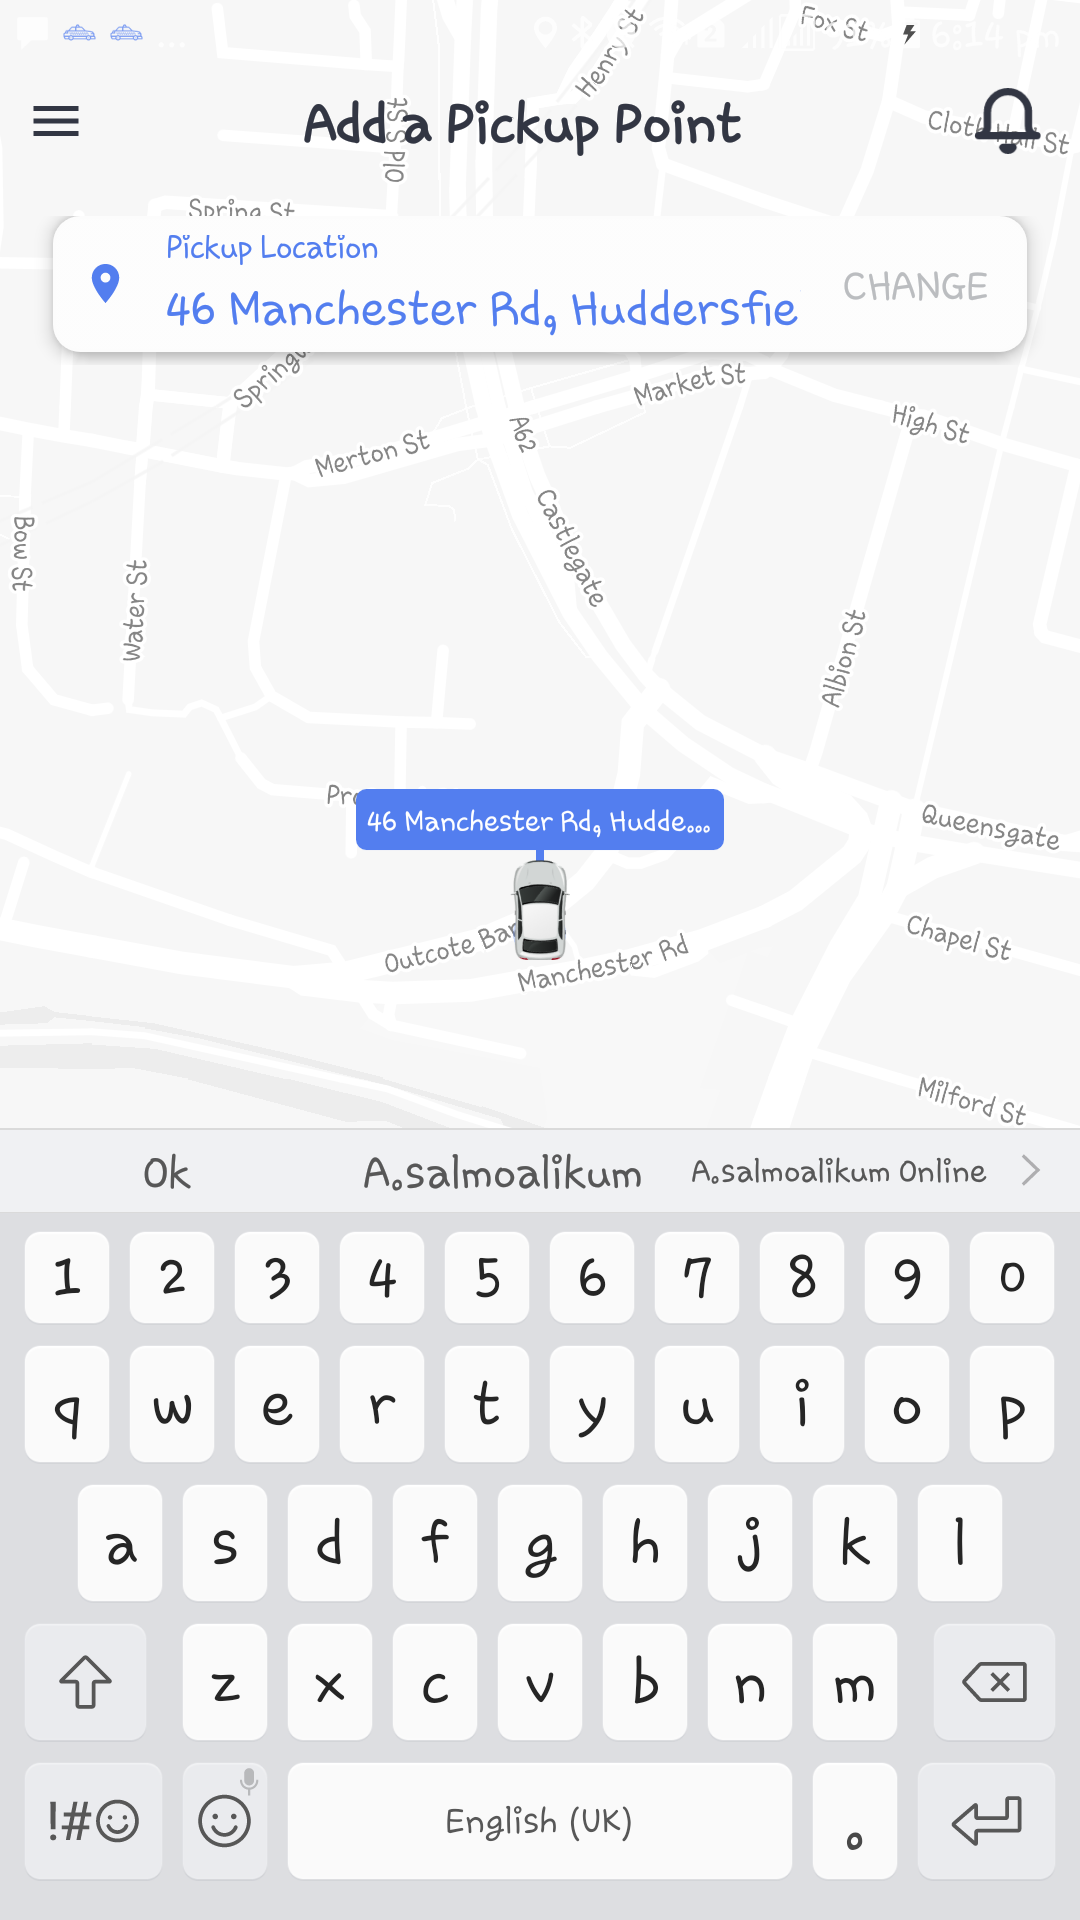 Fox St
6:14 pm
Henry St
Add a Pickup Point
Old S St
Cloth Hall St
Spring St
Pickup Location
46 Manchester Rd, Huddersfie
CHANGE
Market St
High St
A62
Merton St
Castlegate
Bow St
Water St
Albion St
46 Manchester Rd, Hudde...
Queensgate
Outcote Ban
Manchester Rd
Chapel St
Milford St
Ok A.salmoalikum A.salmoalikum Online
1 2 3 4 5 6 7 8 9 0
q w e r t y u i o p
a s d f g h j k l
z x c v b n m
!#☺ English (UK) .